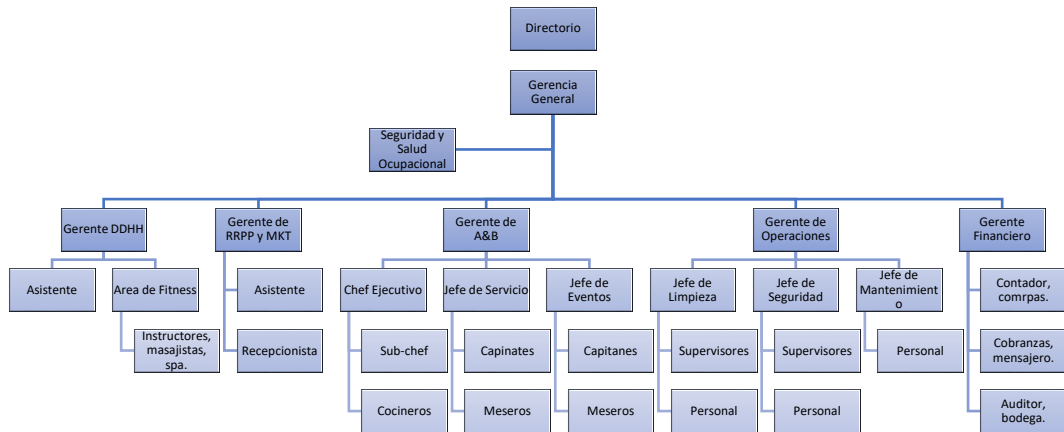 Directorio
Gerencia
General
Seguridad y
Salud
Ocupacional
Gerente DDHH
Gerente de
RRPP y MKT
Gerente de
A&B
Gerente de
Operaciones
Gerente
Financiero
Asistente
Area de Fitness
Asistente
Chef Ejecutivo
Jefe de Servicio
Jefe de
Eventos
Jefe de
Limpieza
Jefe de
Seguridad
Jefe de
Mantenimient
o
Contador,
comrpas.
Instructores,
masajistas,
spa.
Recepcionista
Sub-chef
Capinates
Capitanes
Supervisores
Supervisores
Personal
Cobranzas,
mensajero.
Cocineros
Meseros
Meseros
Personal
Personal
Auditor,
bodega.